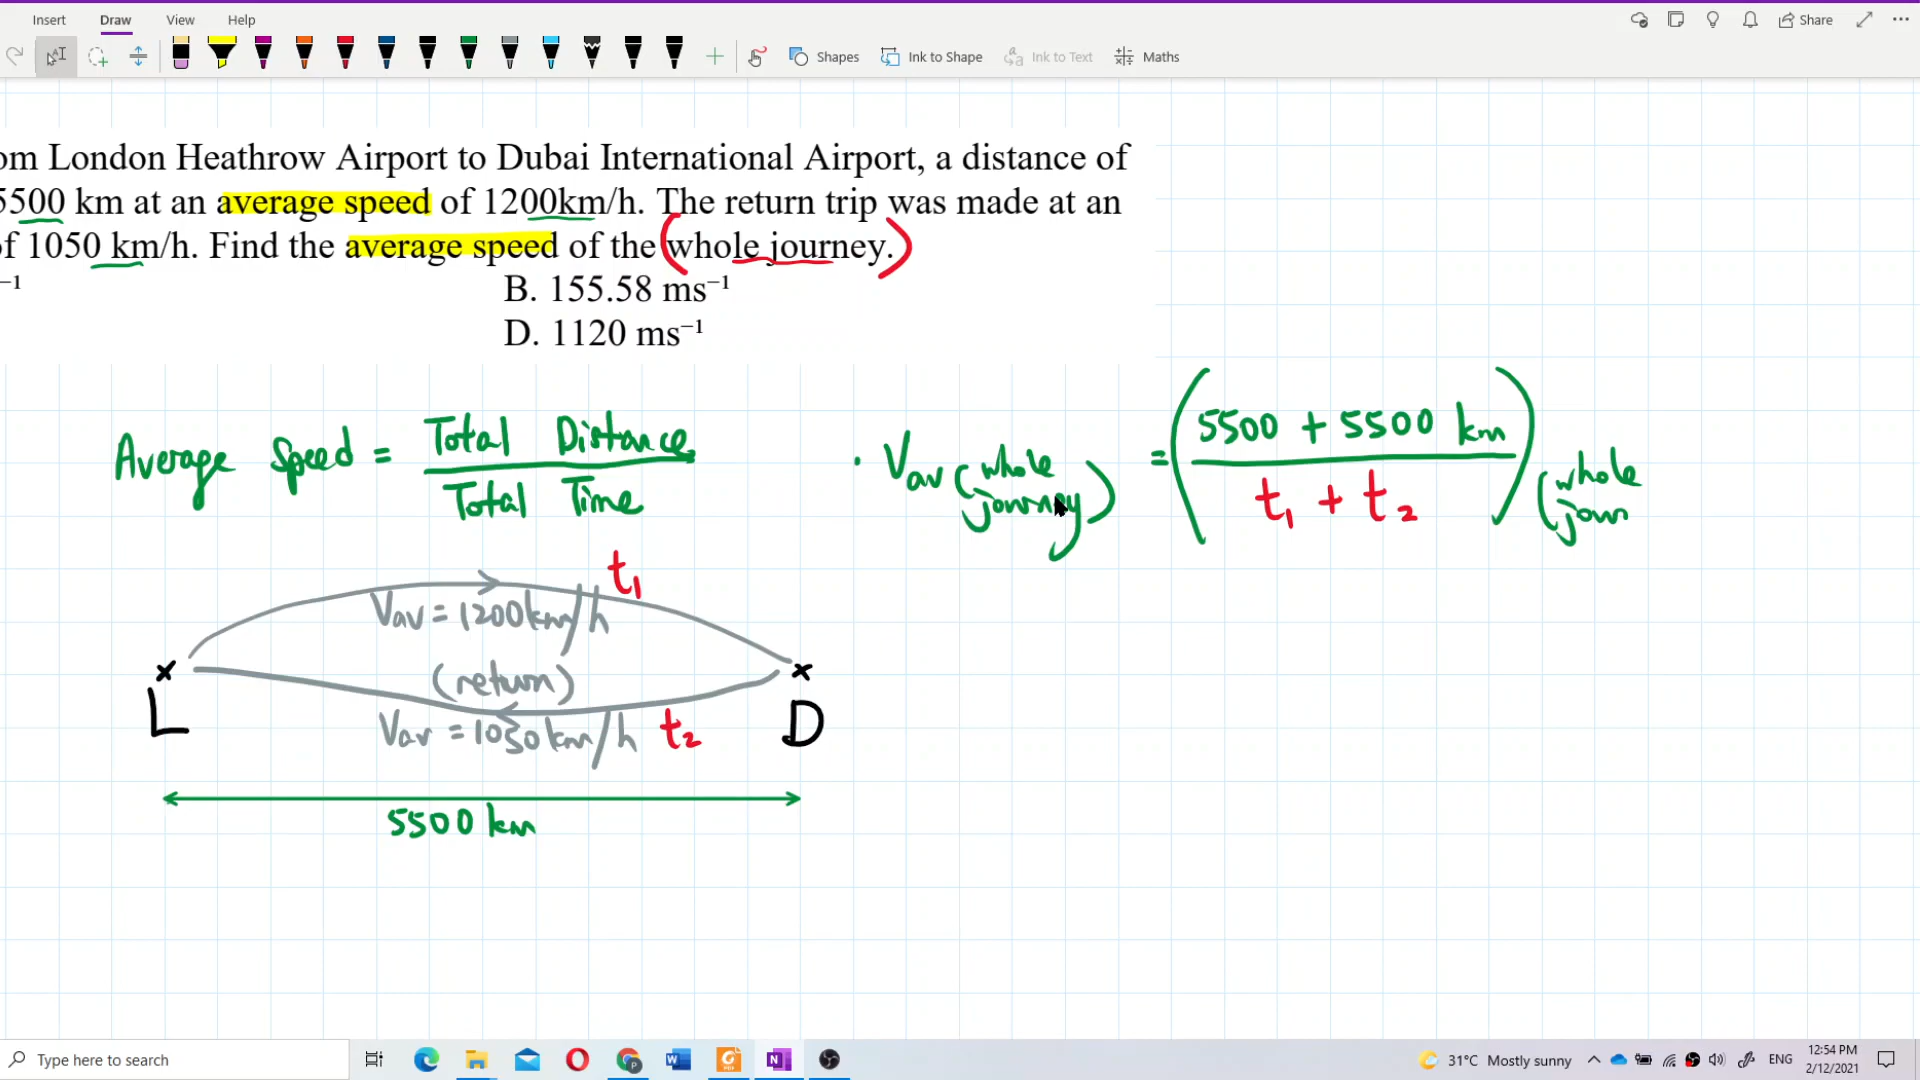 Insert Draw View Help
Share
Shapes Ink to Shape Ink to Text Maths
om London Heathrow Airport to Dubai International Airport, a distance of
5500 km at an average speed of 1200km/h. The return trip was made at an
of 1050 km/h. Find the average speed of the whole journey.
⁻¹ B. 155.58 ms⁻¹
D. 1120 ms⁻¹
Average Speed = Total Distance
Total Time
Vav (whole
journey)
= (5500 + 5500 km
t₁ + t₂)
(whole
jour
t₁
Vav = 1200km/h
(return)
Vav = 1050km/h t₂
L
D
5500 km
Type here to search
31°C Mostly sunny
ENG
12:54 PM
2/12/2021